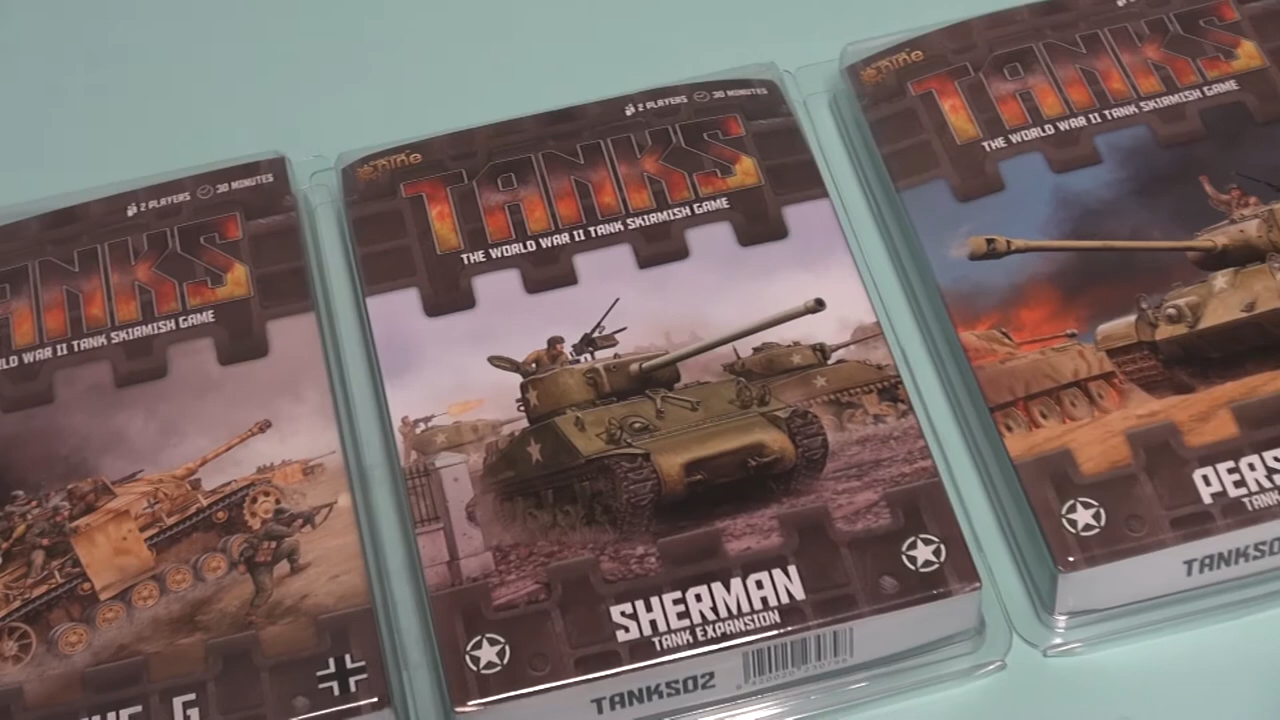 2 PLAYERS 30 MINUTES
ANKS
WAR II TANK SKIRMISH GAME
G
nine
2 PLAYERS 30 MINUTES
TANKS
THE WORLD WAR II TANK SKIRMISH GAME
SHERMAN
TANK EXPANSION
TANKS02
nine
TANKS
THE WORLD WAR II TANK SKIRMISH GAME
PERS
TANK
TANKS0